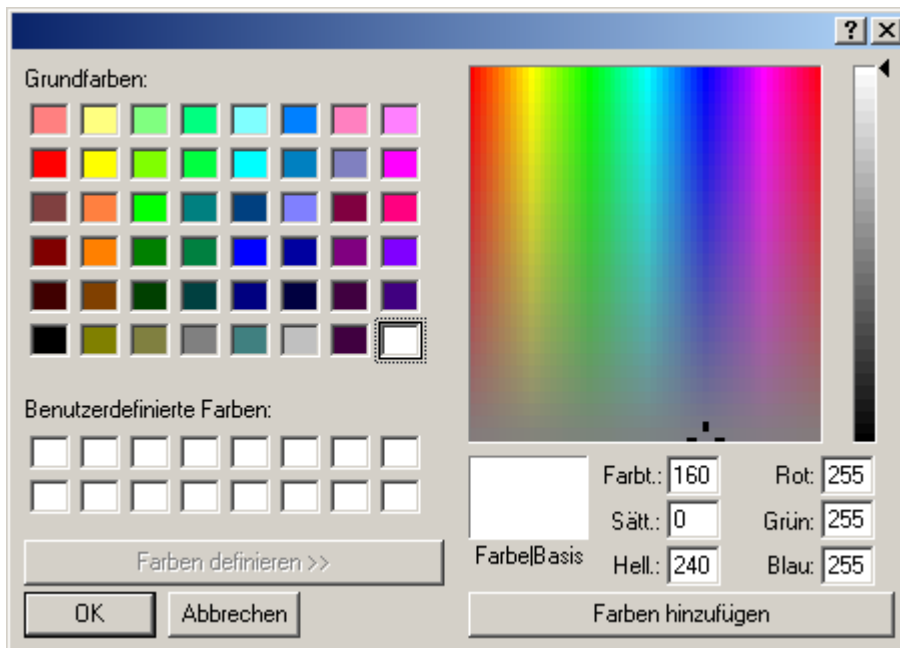 Grundfarben:
Benutzerdefinierte Farben:
Farben definieren >>
OK
Abbrechen
Farbe|Basis
Farbt.: 160
Sätt.: 0
Hell.: 240
Rot: 255
Grün: 255
Blau: 255
Farben hinzufügen